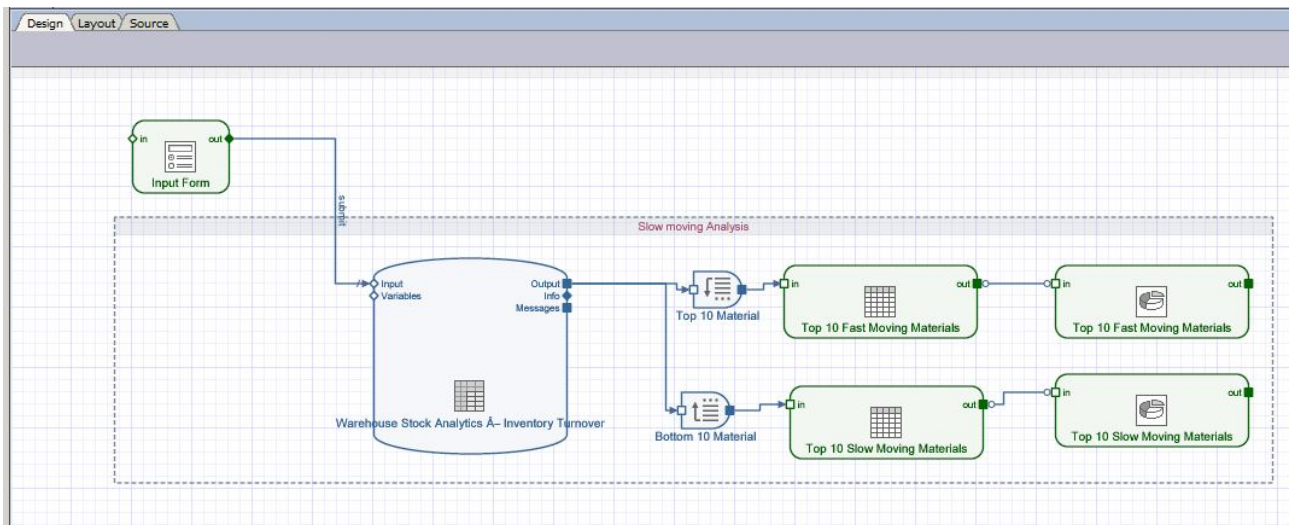 Design Layout Source
in out
Input Form
submit
Slow moving Analysis
Input Output
Variables Info
Messages
Warehouse Stock Analytics Â– Inventory Turnover
Top 10 Material
in out
Top 10 Fast Moving Materials
in out
Top 10 Fast Moving Materials
Bottom 10 Material
in out
Top 10 Slow Moving Materials
in out
Top 10 Slow Moving Materials